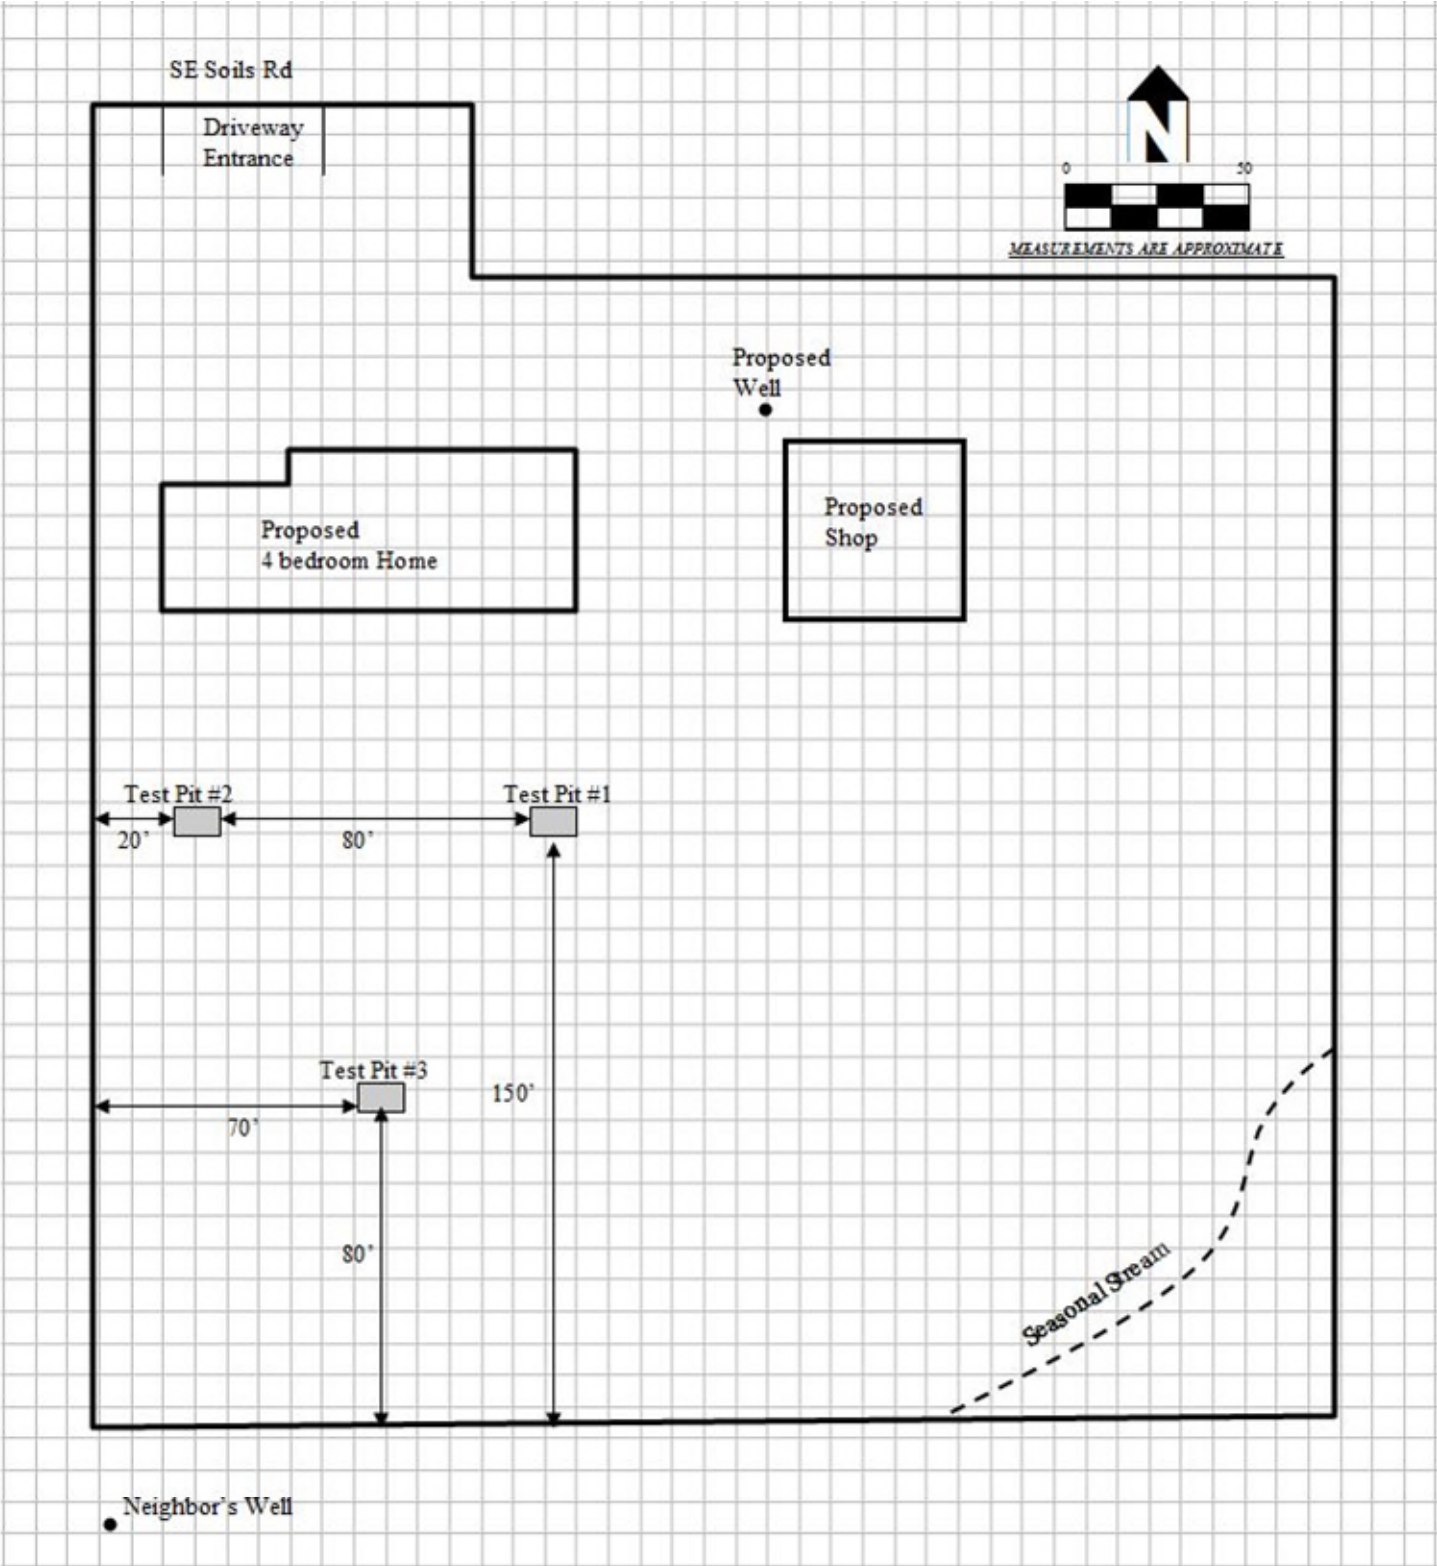 SE Soils Rd
Driveway
Entrance
N
0 50
MEASUREMENTS ARE APPROXIMATE
Proposed
Well
Proposed
4 bedroom Home
Proposed
Shop
Test Pit #2
Test Pit #1
20'
80'
Test Pit #3
70'
150'
80'
Seasonal Stream
Neighbor's Well